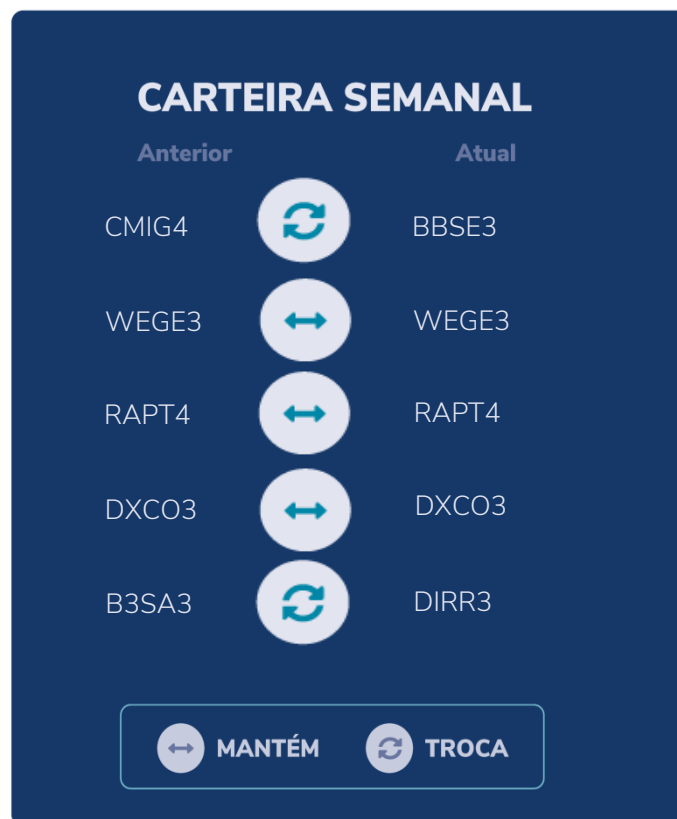 CARTEIRA SEMANAL
Anterior Atual
CMIG4 BBSE3
WEGE3 WEGE3
RAPT4 RAPT4
DXCO3 DXCO3
B3SA3 DIRR3
MANTÉM TROCA